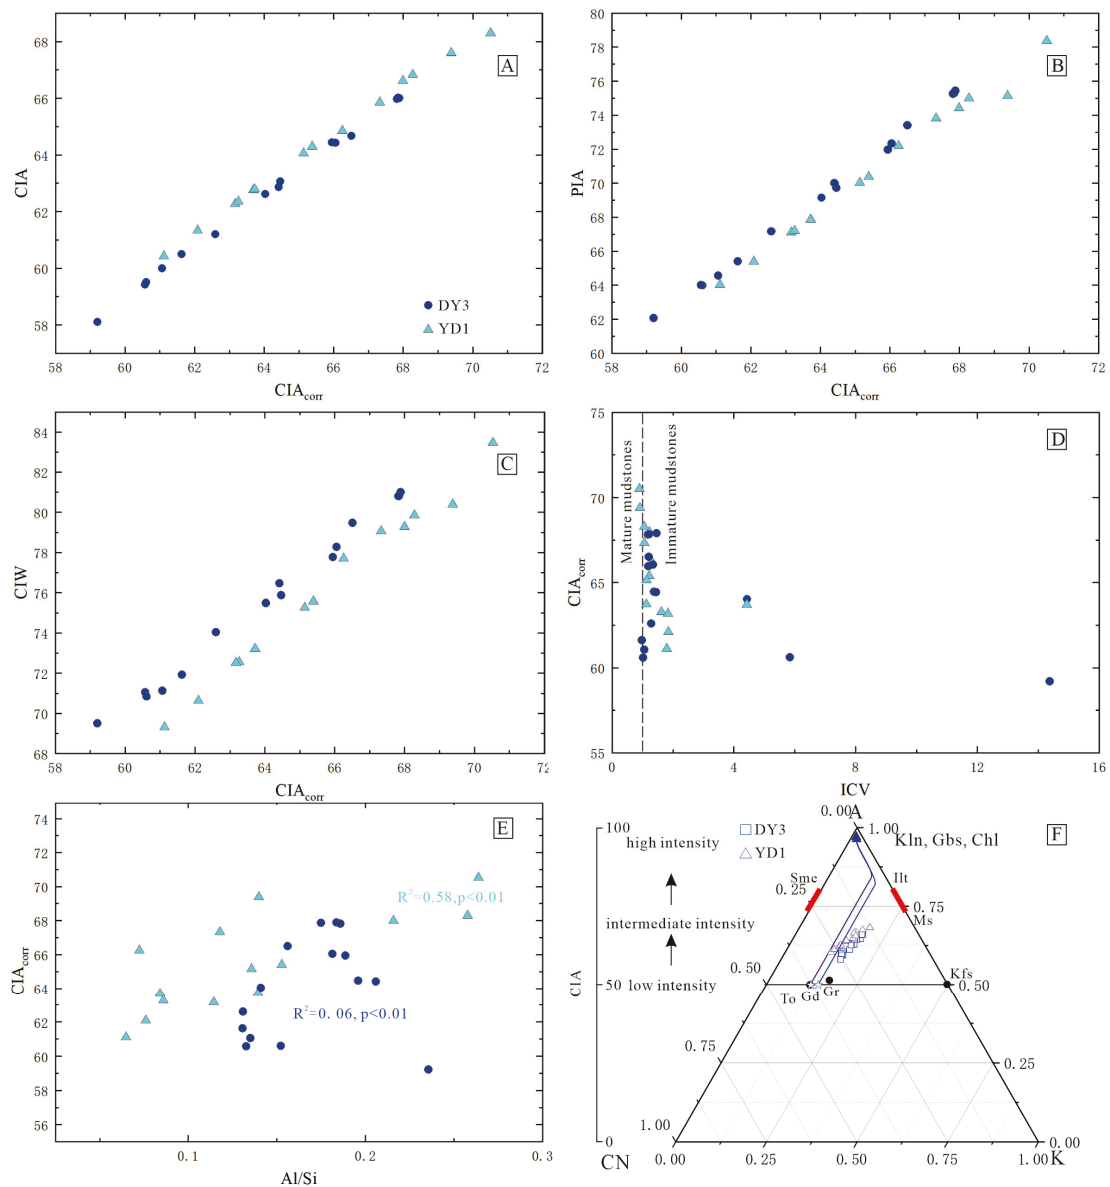 A
CIA
68
66
64
62
60
58
DY3
YD1
58 60 62 64 66 68 70 72
CIAcorr
B
PIA
80
78
76
74
72
70
68
66
64
62
60
58 60 62 64 66 68 70 72
CIAcorr
C
CIW
84
82
80
78
76
74
72
70
68
58 60 62 64 66 68 70 72
CIAcorr
D
CIAcorr
75
70
65
60
55
Mature mudstones
Immature mudstones
0 4 8 12 16
ICV
E
CIAcorr
74
72
70
68
66
64
62
60
58
56
R²=0.58,p<0.01
R²=0.06,p<0.01
0.1 0.2 0.3
Al/Si
F
CIA
100
50
0
high intensity
intermediate intensity
low intensity
DY3
YD1
A
0.00
1.00
Kln, Gbs, Chl
Sme
Ilt
0.25
0.75
Ms
0.50
Kfs
0.50
To Gd Gr
0.75
0.25
1.00
0.00
CN
K
0.00 0.25 0.50 0.75 1.00